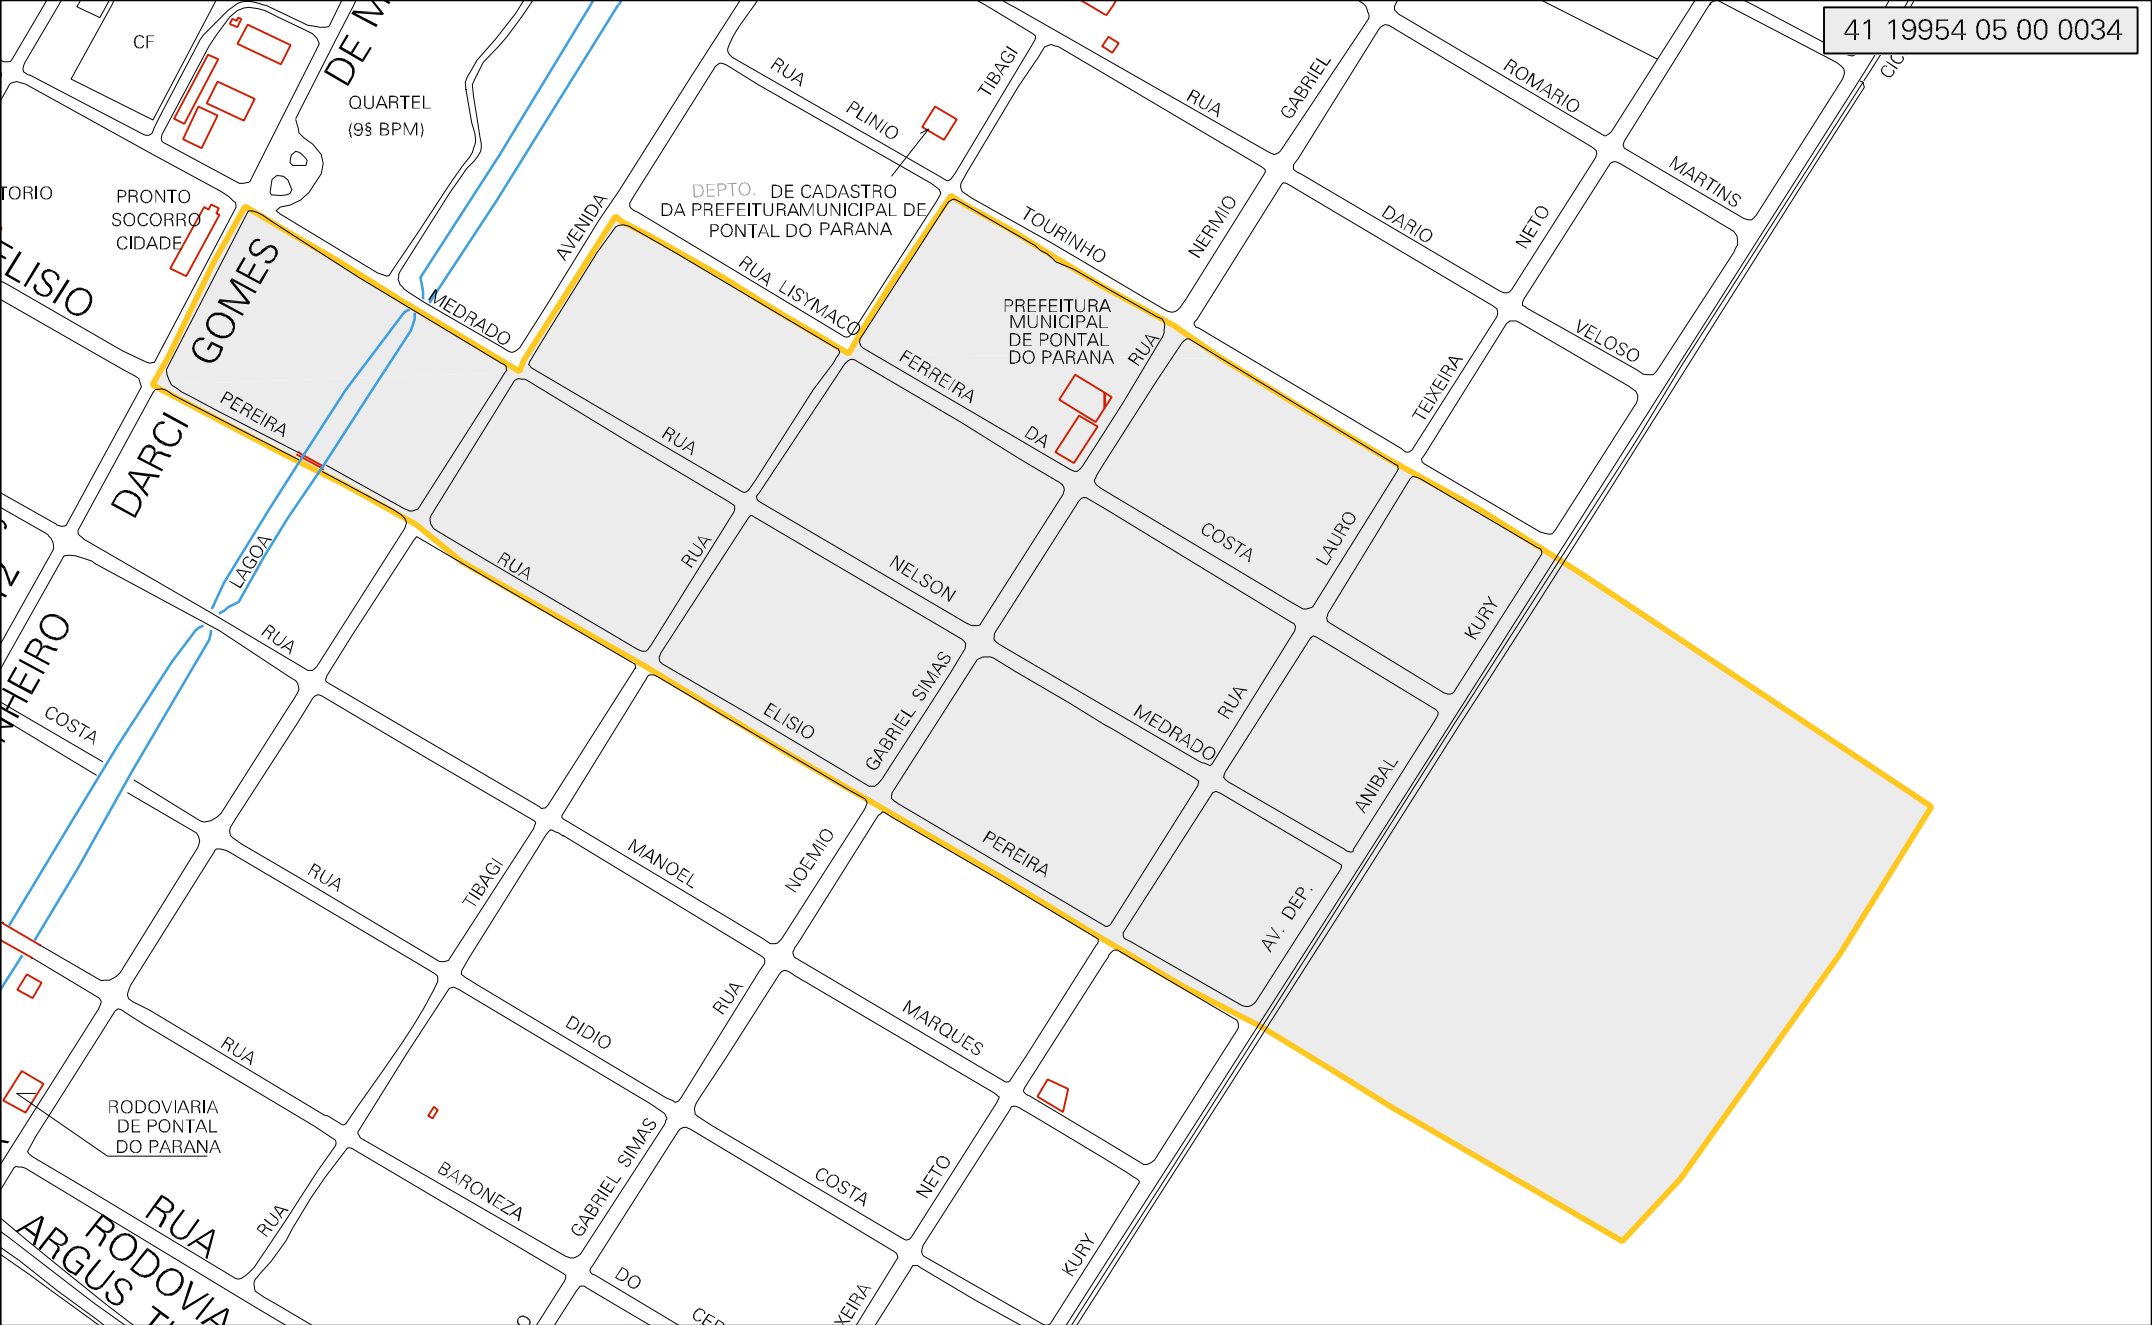 41 19954 05 00 0034
CF
DE M
QUARTEL
(9§ BPM)
RUA
PLINIO
TIBAGI
RUA
GABRIEL
ROMARIO
MARTINS
CIC
TORIO
PRONTO
SOCORRO
CIDADE
ELISIO
AVENIDA
DEPTO. DE CADASTRO
DA PREFEITURAMUNICIPAL DE
PONTAL DO PARANA
TOURINHO
NERMIO
DARIO
NETO
VELOSO
GOMES
MEDRADO
RUA LISYMACO
PREFEITURA
MUNICIPAL
DE PONTAL
DO PARANA
RUA
FERREIRA
DA
TEIXEIRA
PEREIRA
DARCI
RUA
COSTA
LAURO
LAGOA
RUA
RUA
NELSON
KURY
NHEIRO
RUA
COSTA
ELISIO
GABRIEL SIMAS
RUA
MEDRADO
ANIBAL
RUA
TIBAGI
MANOEL
NOEMIO
PEREIRA
AV. DEP.
RUA
DIDIO
RUA
MARQUES
RODOVIARIA
DE PONTAL
DO PARANA
BARONEZA
GABRIEL SIMAS
COSTA
NETO
KURY
RUA
RUA
RODOVIA
ARGUS
DO
CER
XEIRA